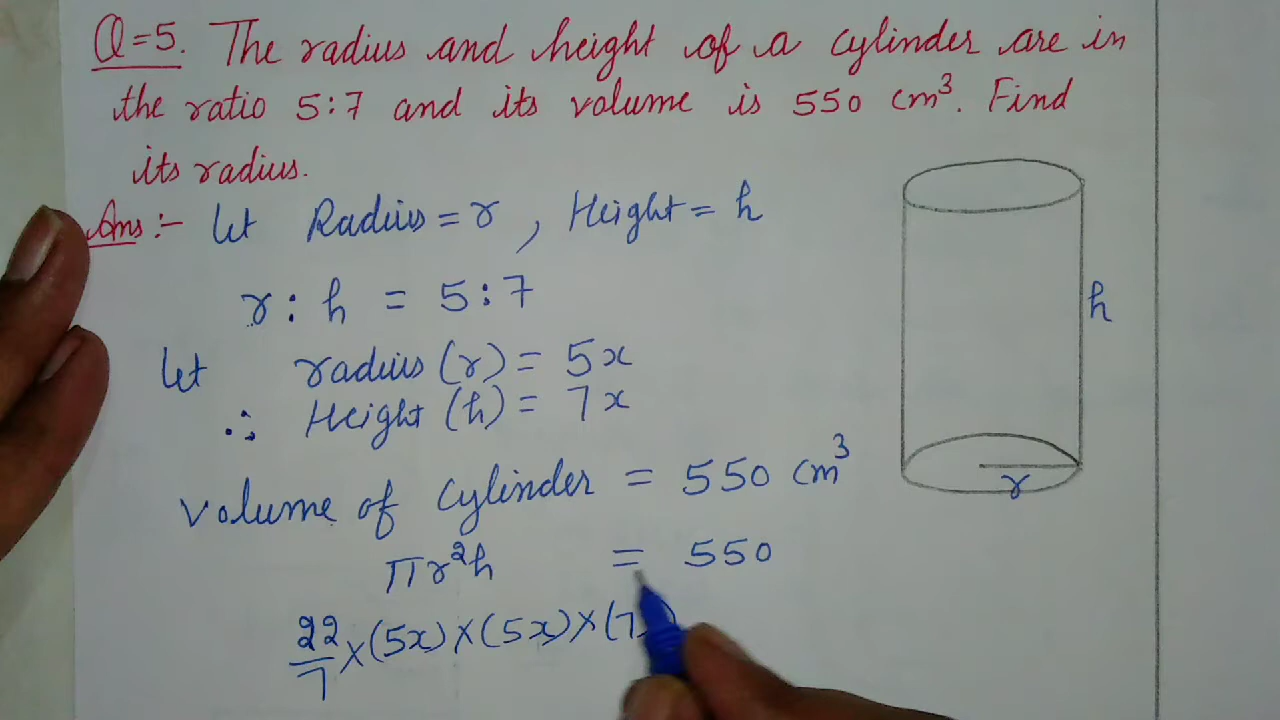 Q=5. The radius and height of a cylinder are in
the ratio 5:7 and its volume is 550 cm³. Find
its radius.
Ans :- let Radius = r , Height = h
r : h = 5:7
let radius (r) = 5x
∴ Height (h) = 7x
Volume of Cylinder = 550 cm³
πr²h = 550
22/7 × (5x) × (5x) × (7
h
r